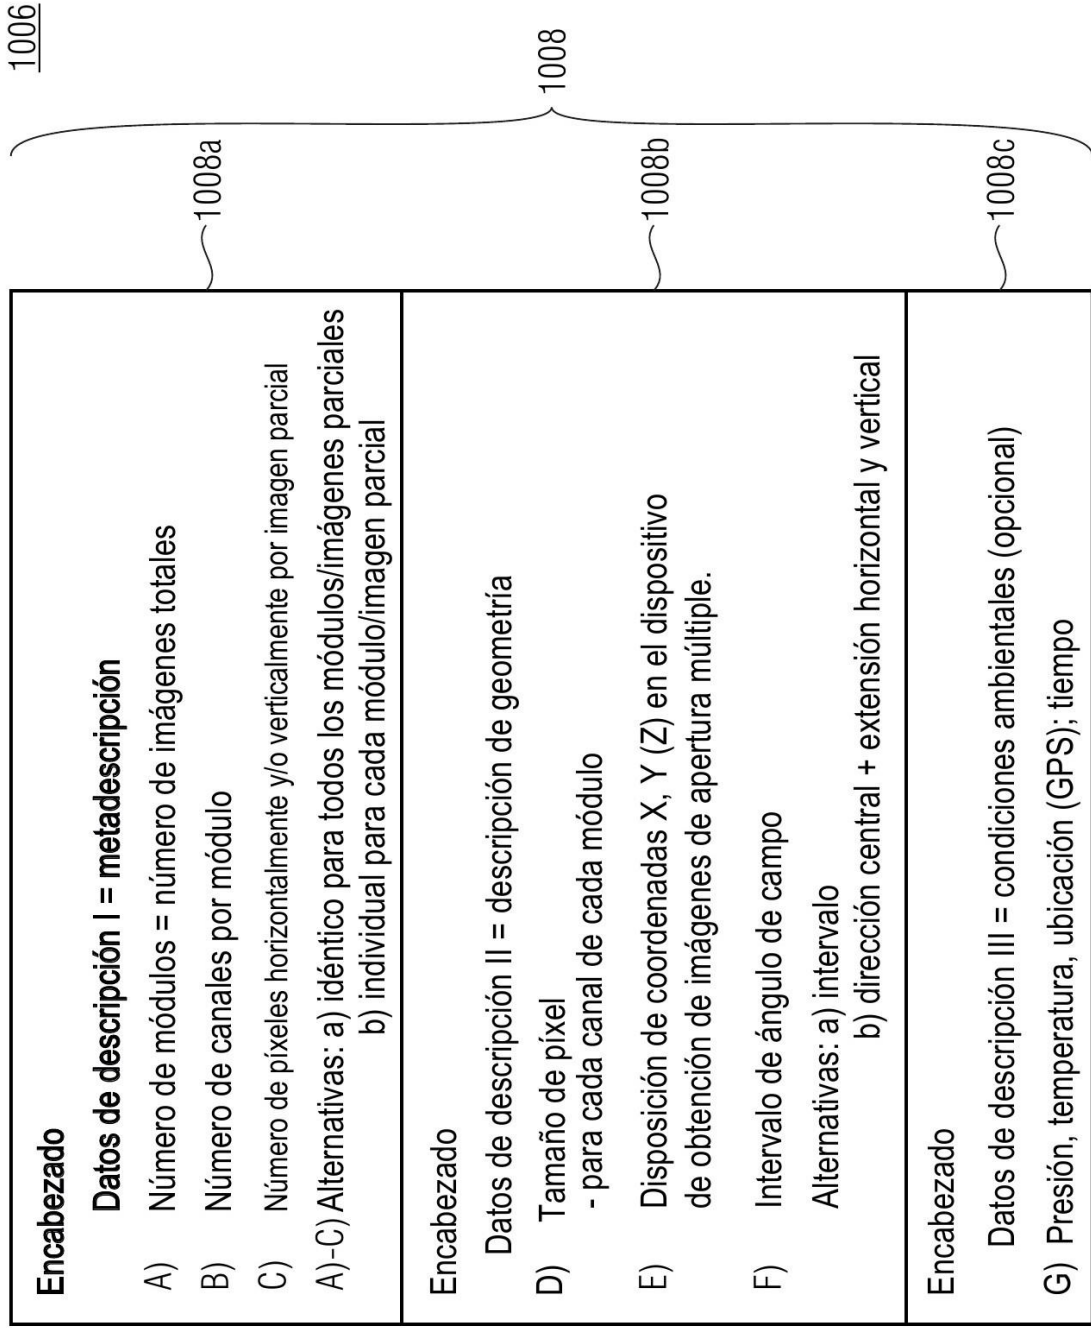 1006
Encabezado
Datos de descripción I = metadescripción
A) Número de módulos = número de imágenes totales
B) Número de canales por módulo
C) Número de píxeles horizontalmente y/o verticalmente por imagen parcial
A)-C) Alternativas: a) idéntico para todos los módulos/imágenes parciales
b) individual para cada módulo/imagen parcial
1008a
Encabezado
Datos de descripción II = descripción de geometría
D) Tamaño de píxel
- para cada canal de cada módulo
E) Disposición de coordenadas X, Y (Z) en el dispositivo
de obtención de imágenes de apertura múltiple.
F) Intervalo de ángulo de campo
Alternativas: a) intervalo
b) dirección central + extensión horizontal y vertical
1008b
1008
Encabezado
Datos de descripción III = condiciones ambientales (opcional)
G) Presión, temperatura, ubicación (GPS); tiempo
1008c